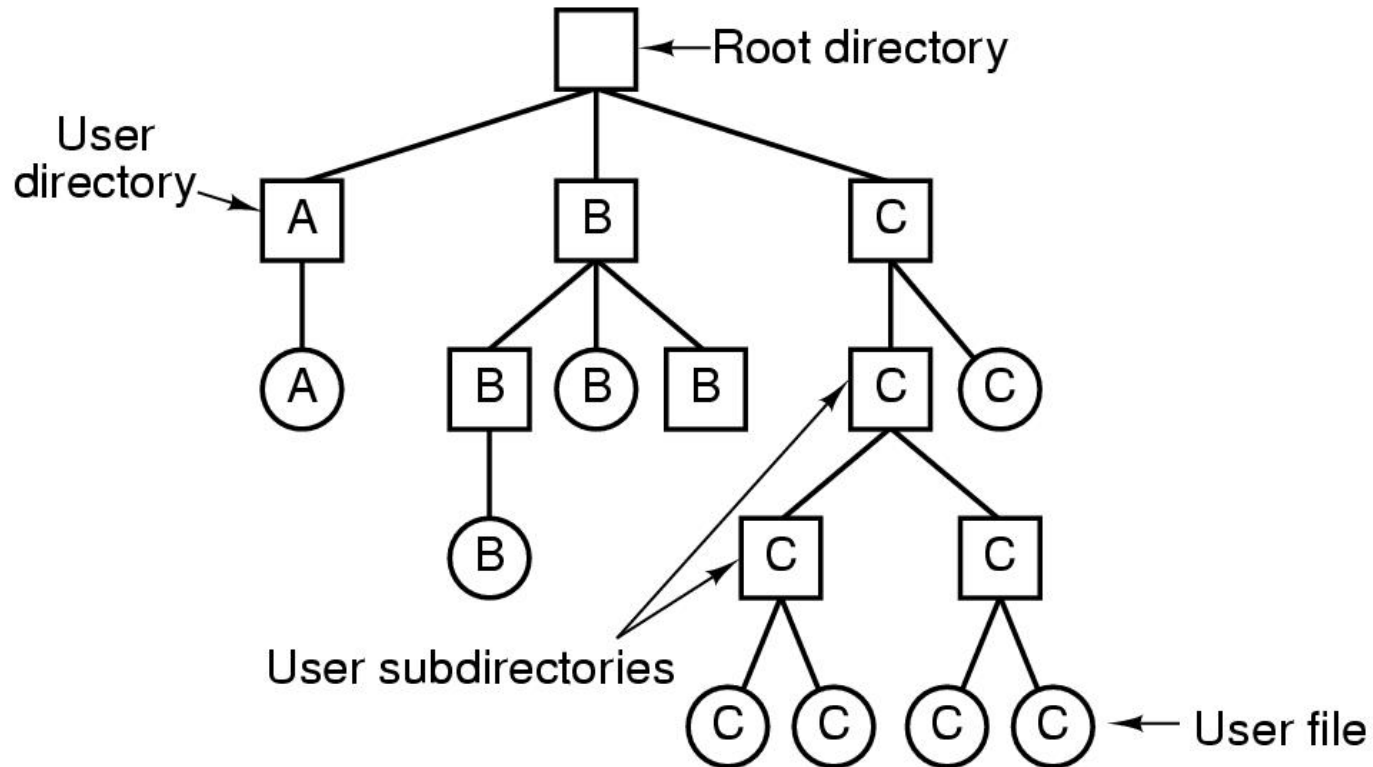 Root directory
User
directory
A
B
C
A
B
B
B
C
C
B
C
C
User subdirectories
C
C
C
C
User file